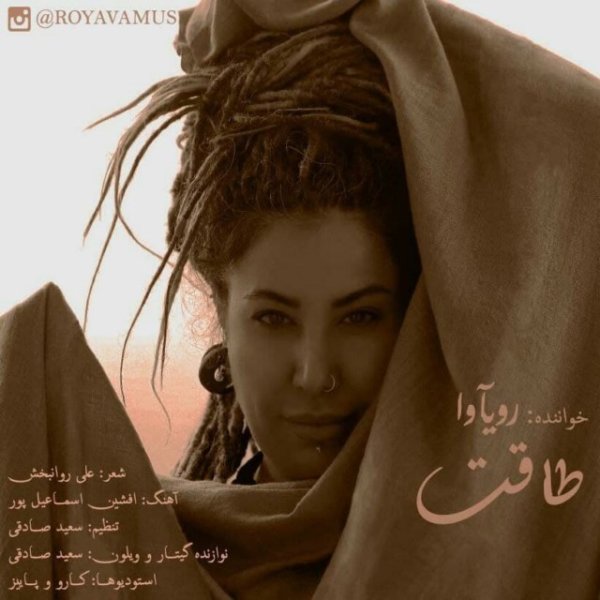 @ROYAVAMUS
خواننده: رویآوا
طاقت
شعر: علی روانبخش
آهنگ: افشین اسماعیل پور
تنظیم: سعید صادقی
نوازنده گیتار و ویلون: سعید صادقی
استودیوها: کارو و پاییز